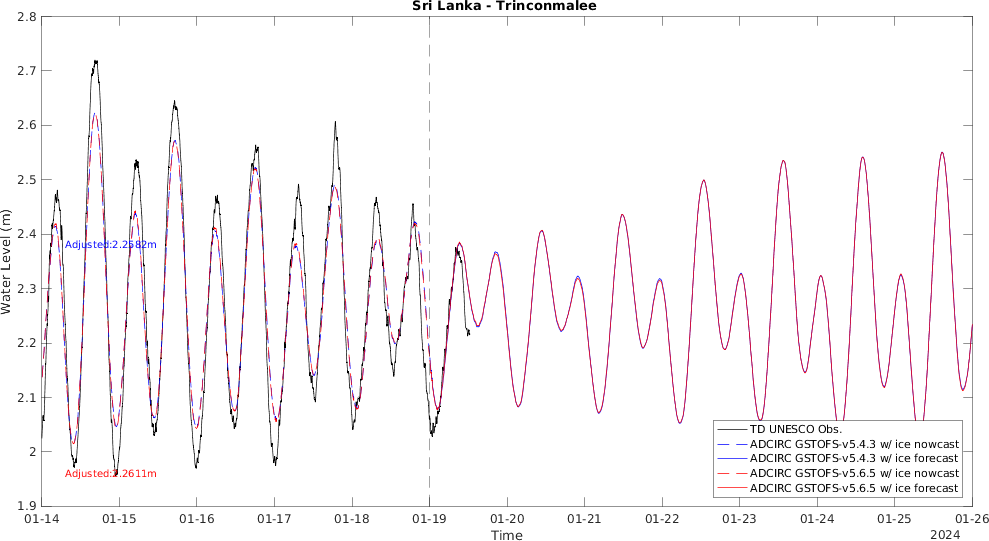 Sri Lanka - Trinconmalee
2.8
2.7
2.6
2.5
2.4
2.3
2.2
2.1
2
1.9
Water Level (m)
Adjusted:2.2582m
Adjusted:2.2611m
TD UNESCO Obs.
ADCIRC GSTOFS-v5.4.3 w/ ice nowcast
ADCIRC GSTOFS-v5.4.3 w/ ice forecast
ADCIRC GSTOFS-v5.6.5 w/ ice nowcast
ADCIRC GSTOFS-v5.6.5 w/ ice forecast
01-14 01-15 01-16 01-17 01-18 01-19 01-20 01-21 01-22 01-23 01-24 01-25 01-26
Time
2024